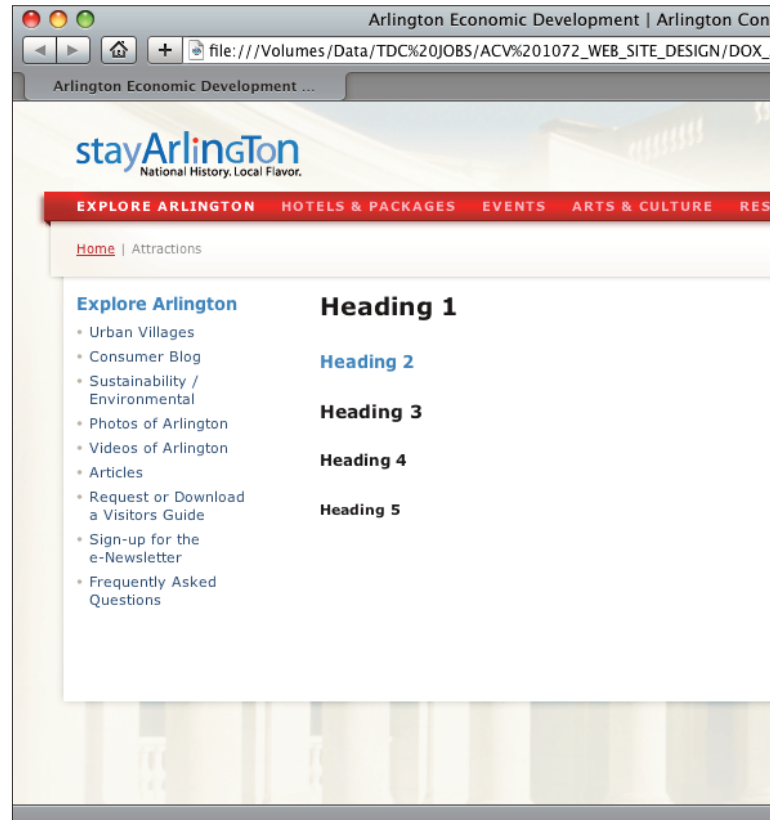 Arlington Economic Development | Arlington Con
file:///Volumes/Data/TDC%20JOBS/ACV%201072_WEB_SITE_DESIGN/DOX_
Arlington Economic Developm​ent ...
stayArlinGTon
National History. Local Flavor.
EXPLORE ARLINGTON HOTELS & PACKAGES EVENTS ARTS & CULTURE RES
Home | Attractions
Explore Arlington
• Urban Villages
• Consumer Blog
• Sustainability /
Environmental
• Photos of Arlington
• Videos of Arlington
• Articles
• Request or Download
a Visitors Guide
• Sign-up for the
e-Newsletter
• Frequently Asked
Questions
Heading 1
Heading 2
Heading 3
Heading 4
Heading 5